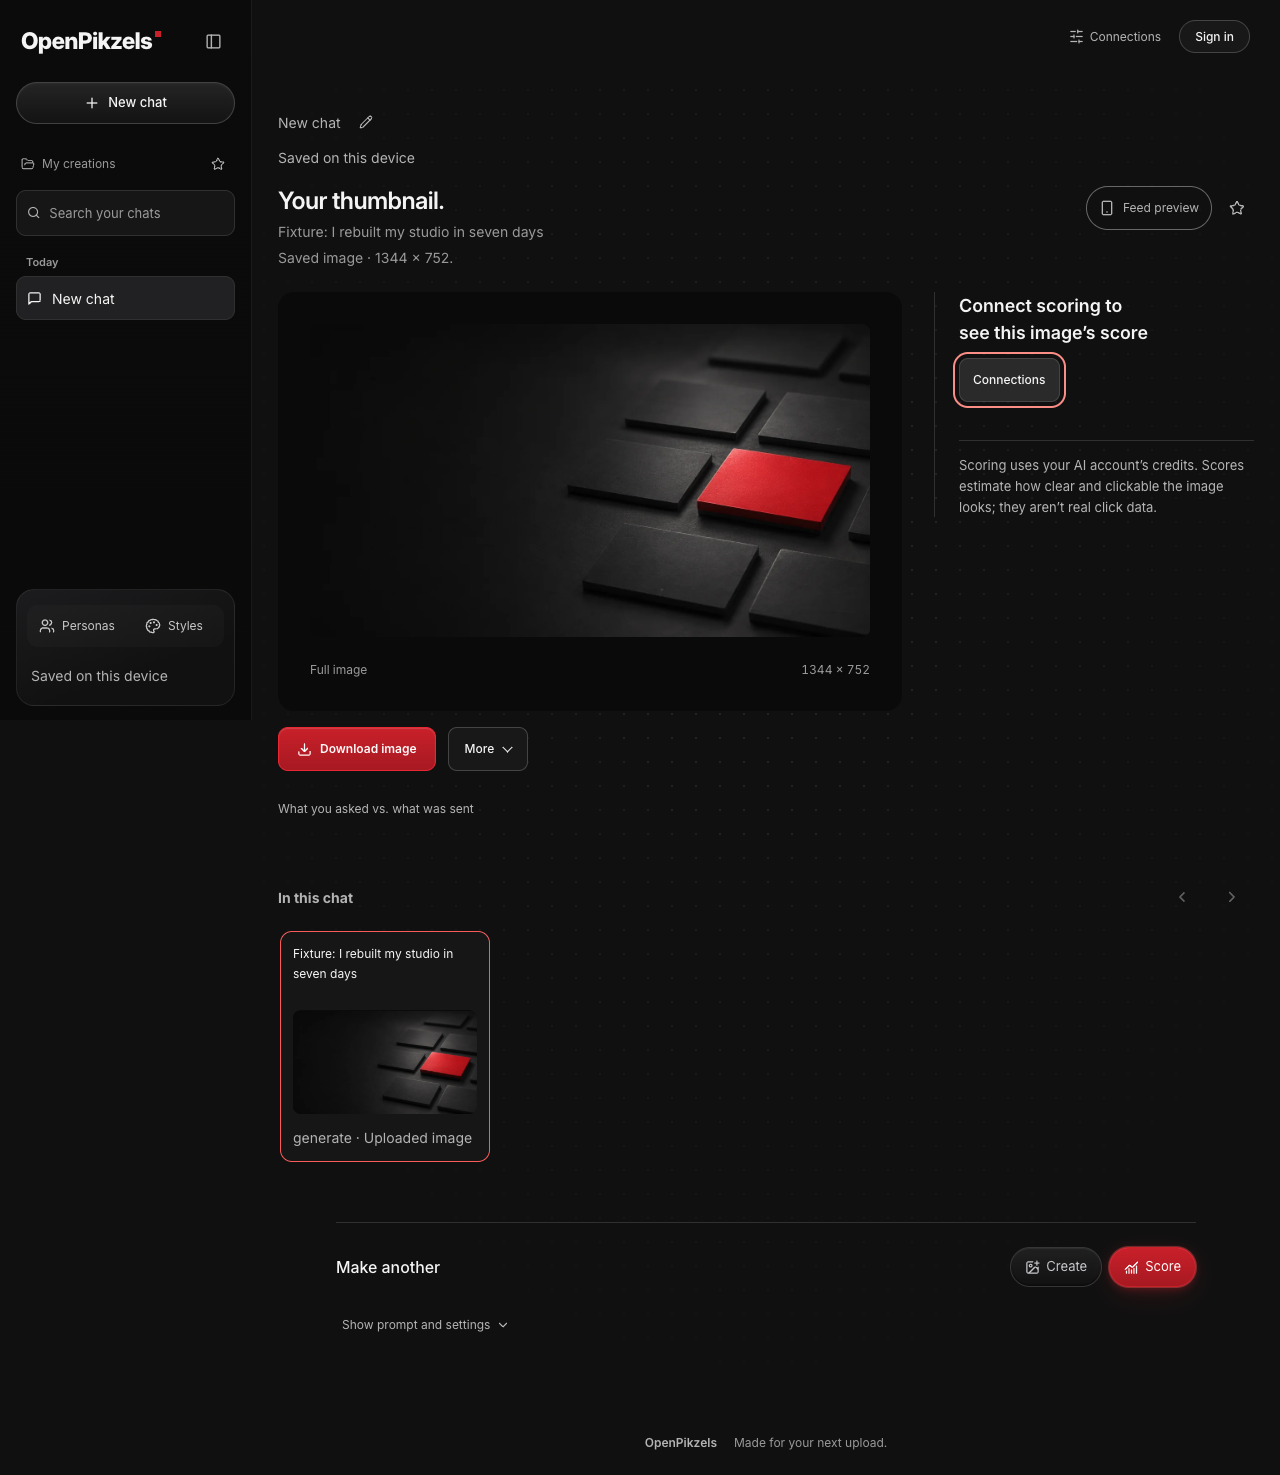 OpenPikzels
New chat
My creations
Search your chats
Today
New chat
Personas
Styles
Saved on this device
Connections
Sign in
New chat
Saved on this device
Your thumbnail.
Fixture: I rebuilt my studio in seven days
Saved image · 1344 × 752.
Feed preview
Full image
1344 × 752
Connect scoring to
see this image’s score
Connections
Scoring uses your AI account’s credits. Scores
estimate how clear and clickable the image
looks; they aren’t real click data.
Download image
More
What you asked vs. what was sent
In this chat
Fixture: I rebuilt my studio in
seven days
generate · Uploaded image
Make another
Create
Score
Show prompt and settings
OpenPikzels
Made for your next upload.